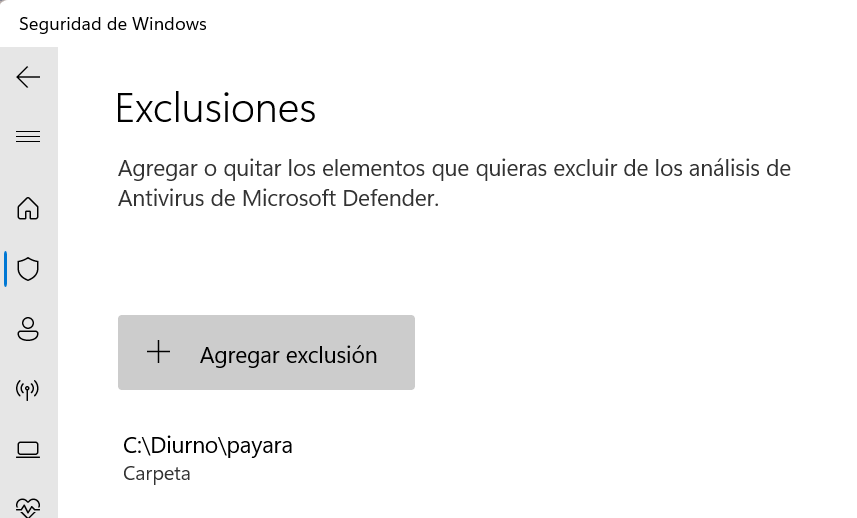 Seguridad de Windows
Exclusiones
Agregar o quitar los elementos que quieras excluir de los análisis de
Antivirus de Microsoft Defender.
Agregar exclusión
C:\Diurno\payara
Carpeta